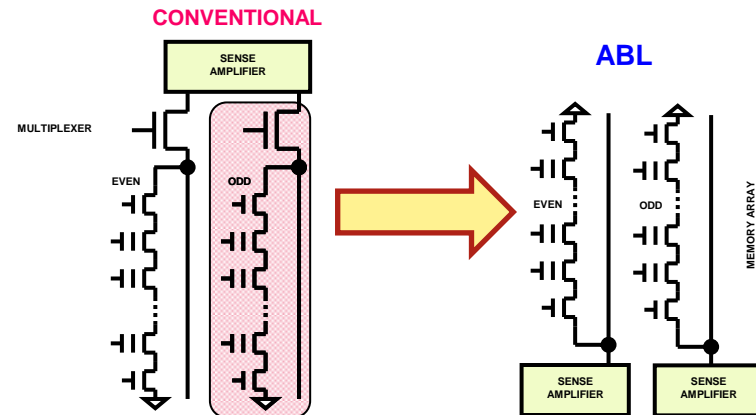 CONVENTIONAL
SENSE
AMPLIFIER
MULTIPLEXER
EVEN
ODD
ABL
EVEN
ODD
MEMORY ARRAY
SENSE
AMPLIFIER
SENSE
AMPLIFIER